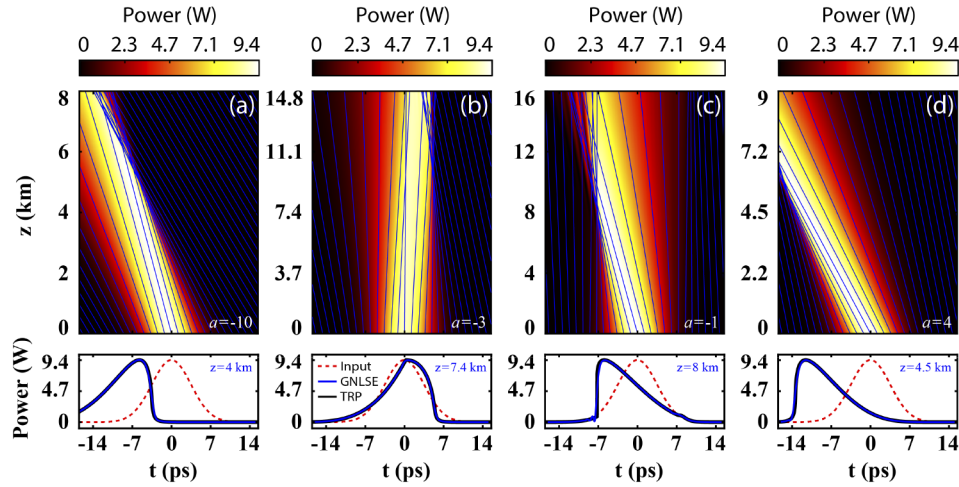 Power (W) Power (W) Power (W) Power (W)
0 2.3 4.7 7.1 9.4 0 2.3 4.7 7.1 9.4 0 2.3 4.7 7.1 9.4 0 2.3 4.7 7.1 9.4
8 (a) 14.8 (b) 16 (c) 9 (d)
6 11.1 12 7.2
z (km)
4 7.4 8 4.5
2 3.7 4 2.2
0 a=-10 0 a=-3 0 a=-1 0 a=4
Power (W)
9.4 z=4 km 9.4 Input z=7.4 km 9.4 z=8 km 9.4 z=4.5 km
4.7 4.7 GNLSE 4.7 4.7
0 0 TRP 0 0
-14 -7 0 7 14 -14 -7 0 7 14 -14 -7 0 7 14 -14 -7 0 7 14
t (ps) t (ps) t (ps) t (ps)